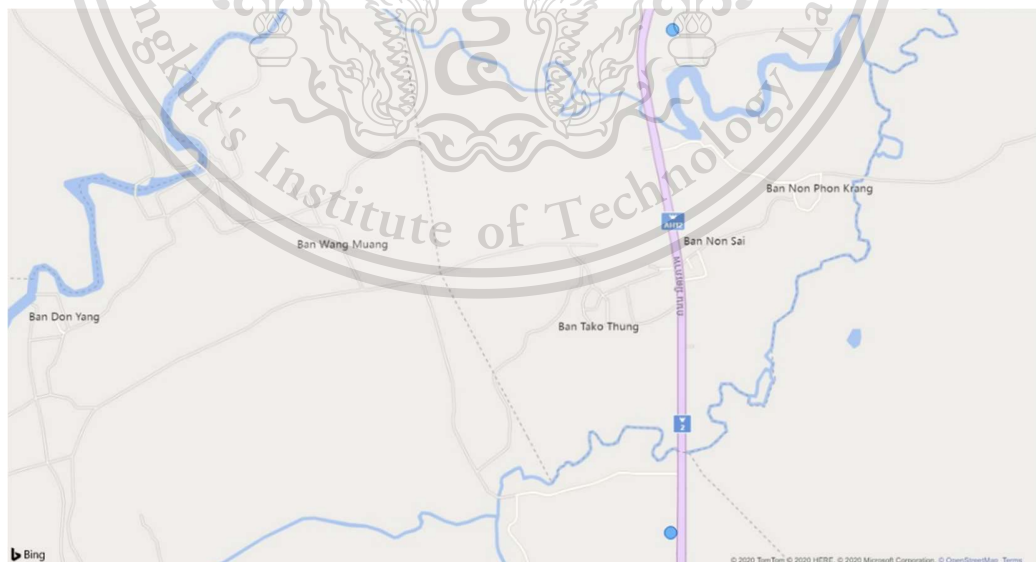 Ban Non Phon Krang
AH12
Ban Non Sai
Ban Wang Muang
Ban Don Yang
Ban Tako Thung
2
Institute of Technology
Bing
© 2020 TomTom © 2020 HERE, © 2020 Microsoft Corporation, © OpenStreetMap, Terms